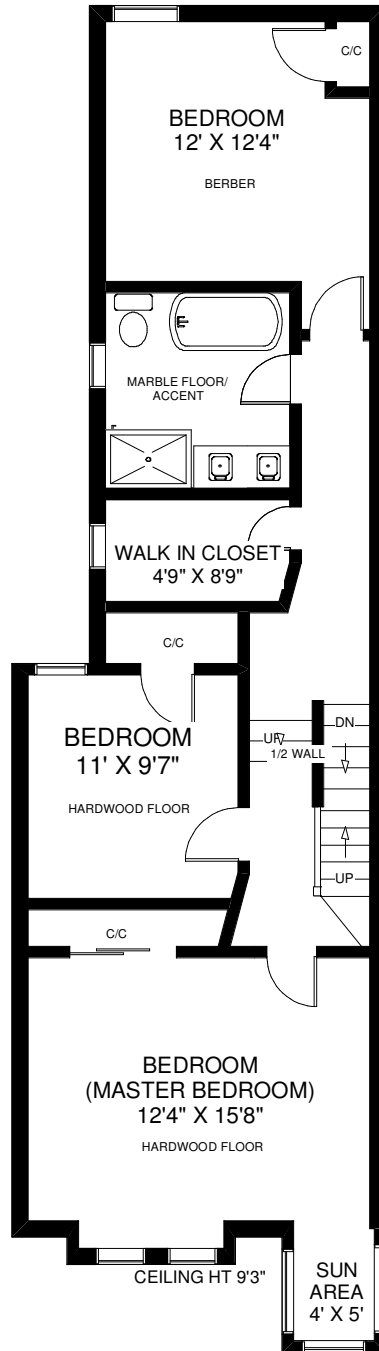 C/C
BEDROOM
12' X 12'4"
BERBER
MARBLE FLOOR/
ACCENT
WALK IN CLOSET
4'9" X 8'9"
C/C
BEDROOM
11' X 9'7"
HARDWOOD FLOOR
DN
UP
1/2 WALL
UP
C/C
BEDROOM
(MASTER BEDROOM)
12'4" X 15'8"
HARDWOOD FLOOR
CEILING HT 9'3"
SUN
AREA
4' X 5'